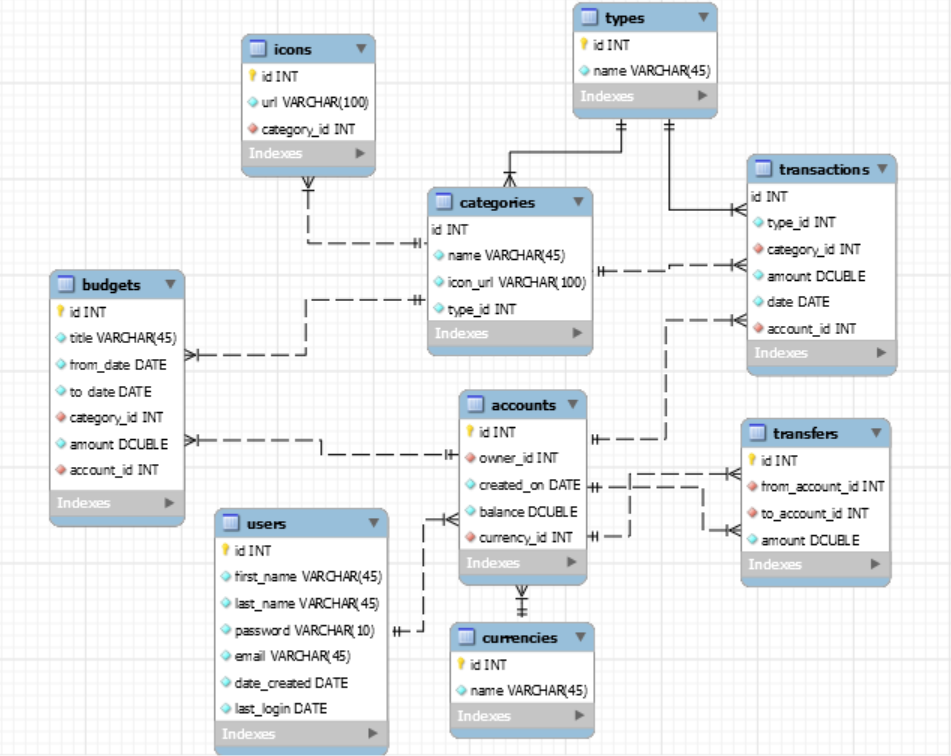 types
id INT
name VARCHAR(45)
Indexes
icons
id INT
url VARCHAR(100)
category_id INT
Indexes
transactions
id INT
type_id INT
category_id INT
amount DCUBLE
date DATE
account_id INT
Indexes
categories
id INT
name VARCHAR(45)
icon_url VARCHAR(100)
type_id INT
Indexes
budgets
id INT
title VARCHAR(45)
from_date DATE
to_date DATE
category_id INT
amount DCUBLE
account_id INT
Indexes
accounts
id INT
owner_id INT
created_on DATE
balance DCUBLE
currency_id INT
Indexes
transfers
id INT
from_account_id INT
to_account_id INT
amount DCUBLE
Indexes
users
id INT
first_name VARCHAR(45)
last_name VARCHAR(45)
password VARCHAR(10)
email VARCHAR(45)
date_created DATE
last_login DATE
Indexes
currencies
id INT
name VARCHAR(45)
Indexes